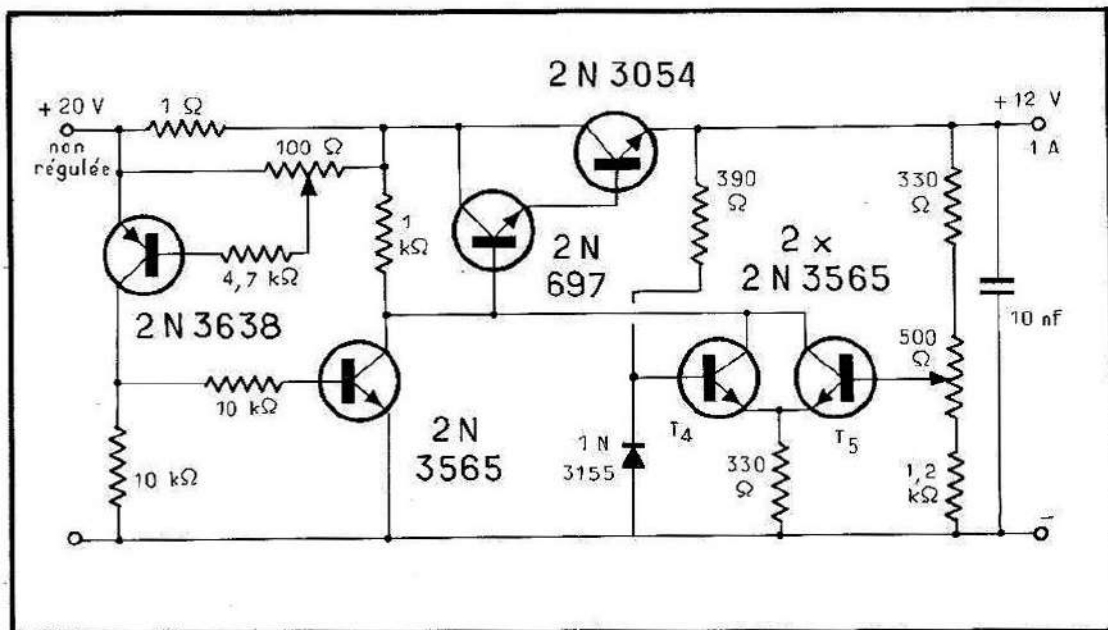 2 N 3054
+ 20 V
non
régulée
1 Ω
100 Ω
+ 12 V
1 A
390
Ω
330
Ω
1
kΩ
4,7 kΩ
2 N
697
2 x
2 N 3565
2 N 3638
10 nf
500
Ω
10 kΩ
2 N
3565
T4
T5
1 N
3155
330
Ω
1,2
kΩ
10 kΩ
−